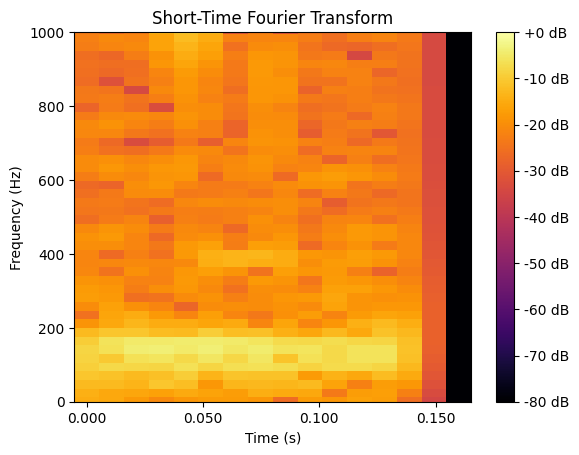 Short-Time Fourier Transform
Frequency (Hz)
1000
800
600
400
200
0
0.000
0.050
0.100
0.150
Time (s)
+0 dB
-10 dB
-20 dB
-30 dB
-40 dB
-50 dB
-60 dB
-70 dB
-80 dB